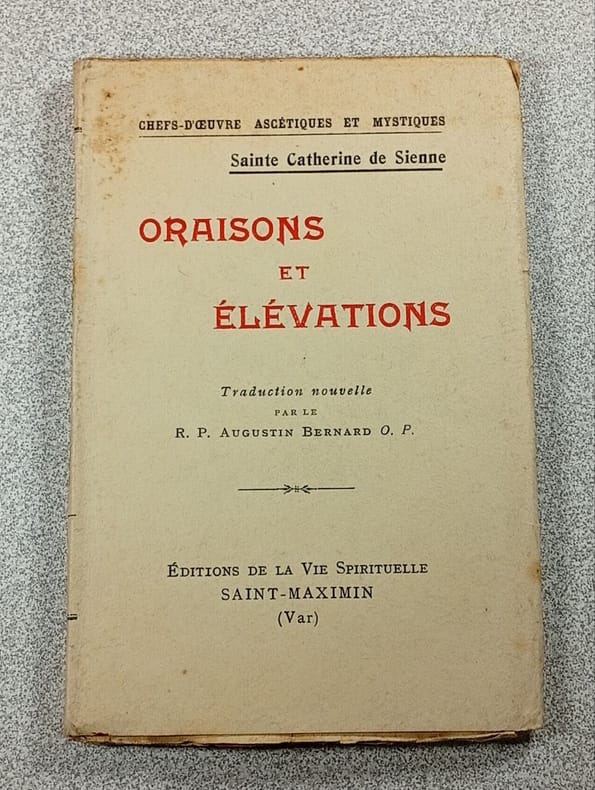 CHEFS-D'ŒUVRE ASCÉTIQUES ET MYSTIQUES
Sainte Catherine de Sienne
ORAISONS
ET
ÉLÉVATIONS
Traduction nouvelle
PAR LE
R. P. AUGUSTIN BERNARD O. P.
ÉDITIONS DE LA VIE SPIRITUELLE
SAINT-MAXIMIN
(Var)